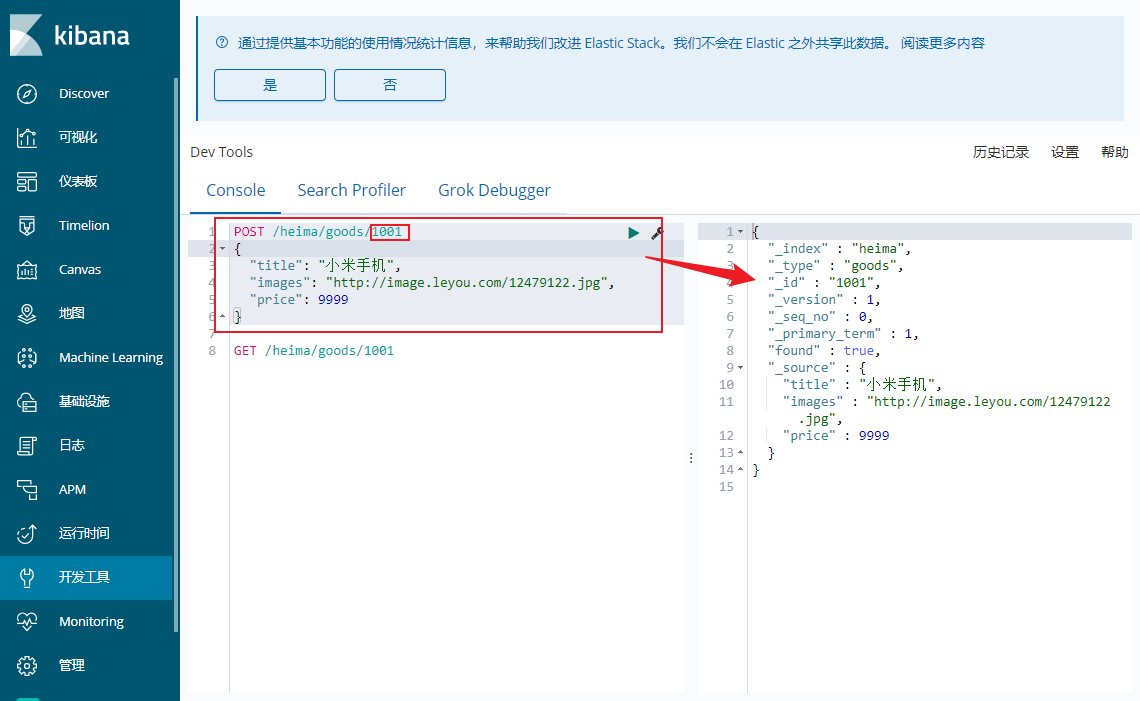 kibana
Discover
可视化
仪表板
Timelion
Canvas
地图
Machine Learning
基础设施
日志
APM
运行时间
开发工具
Monitoring
管理
通过提供基本功能的使用情况统计信息，来帮助我们改进 Elastic Stack。我们不会在 Elastic 之外共享此数据。 阅读更多内容
是 否
Dev Tools 历史记录 设置 帮助
Console Search Profiler Grok Debugger
1 POST /heima/goods/1001
2 {
3 "title": "小米手机",
4 "images": "http://image.leyou.com/12479122.jpg",
5 "price": 9999
6 }
7
8 GET /heima/goods/1001
1 {
2 "_index" : "heima",
3 "_type" : "goods",
4 "_id" : "1001",
5 "_version" : 1,
6 "_seq_no" : 0,
7 "_primary_term" : 1,
8 "found" : true,
9 "_source" : {
10 "title" : "小米手机",
11 "images" : "http://image.leyou.com/12479122
.jpg",
12 "price" : 9999
13 }
14 }
15